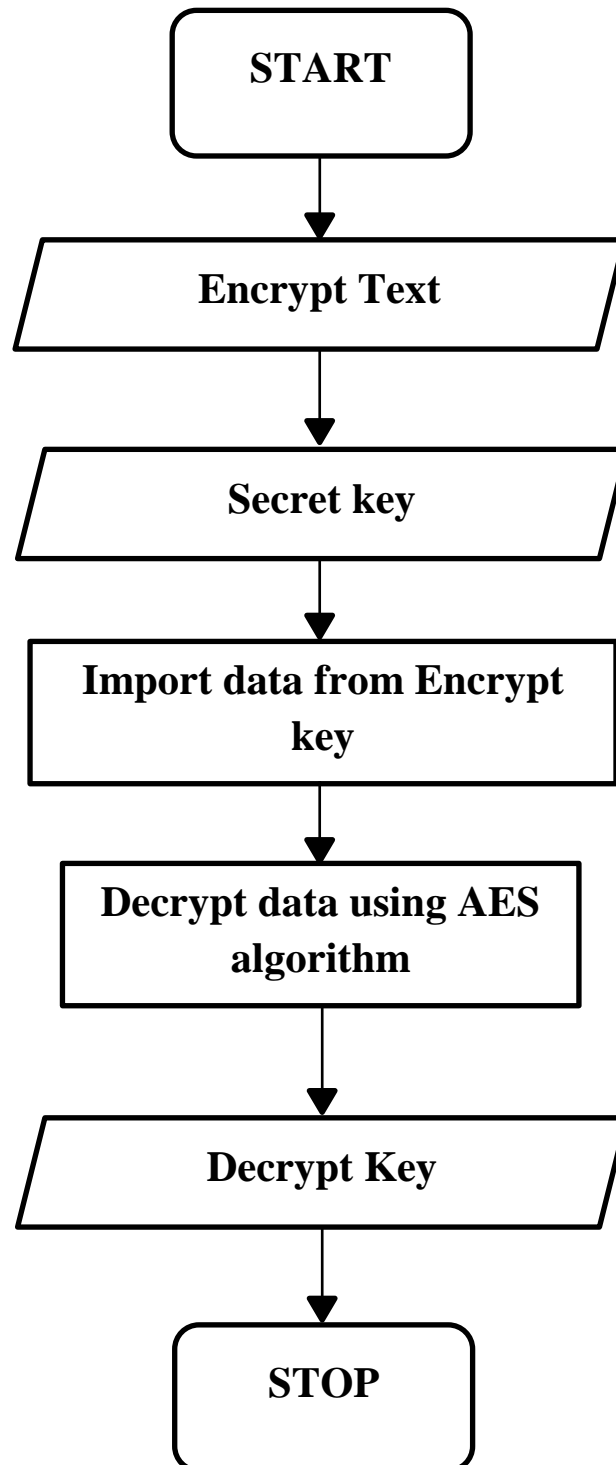 START
Encrypt Text
Secret key
Import data from Encrypt
key
Decrypt data using AES
algorithm
Decrypt Key
STOP